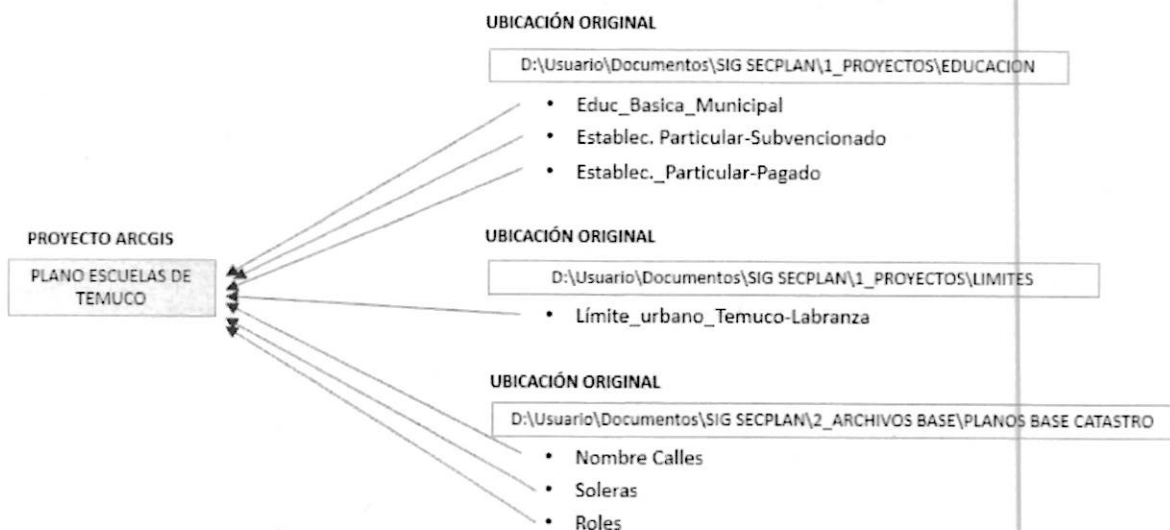 UBICACIÓN ORIGINAL
D:\Usuario\Documentos\SIG SECPLAN\1_PROYECTOS\EDUCACION
• Educ_Basica_Municipal
• Establec. Particular-Subvencionado
• Establec._Particular-Pagado
PROYECTO ARCGIS
PLANO ESCUELAS DE
TEMUCO
UBICACIÓN ORIGINAL
D:\Usuario\Documentos\SIG SECPLAN\1_PROYECTOS\LIMITES
• Límite_urbano_Temuco-Labranza
UBICACIÓN ORIGINAL
D:\Usuario\Documentos\SIG SECPLAN\2_ARCHIVOS BASE\PLANOS BASE CATASTRO
• Nombre Calles
• Soleras
• Roles